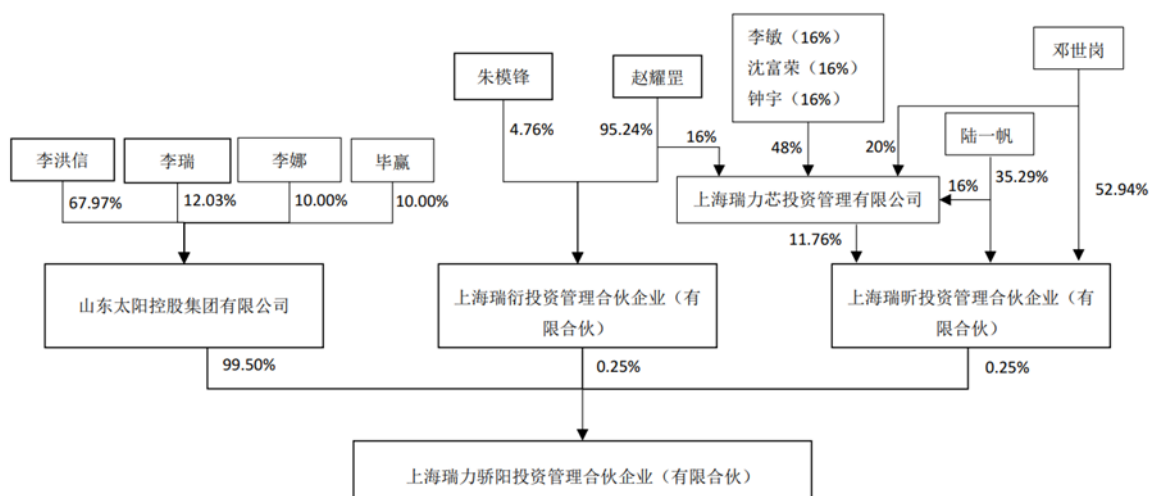 李敏（16%）
沈富荣（16%）
钟宇（16%）
邓世岗
朱模锋
赵耀罡
4.76%
95.24%
16%
48%
20%
陆一帆
李洪信
李瑞
李娜
毕赢
67.97%
12.03%
10.00%
10.00%
上海瑞力芯投资管理有限公司
16%
35.29%
52.94%
11.76%
山东太阳控股集团有限公司
上海瑞衍投资管理合伙企业（有
限合伙）
上海瑞昕投资管理合伙企业（有
限合伙）
99.50%
0.25%
0.25%
上海瑞力骄阳投资管理合伙企业（有限合伙）